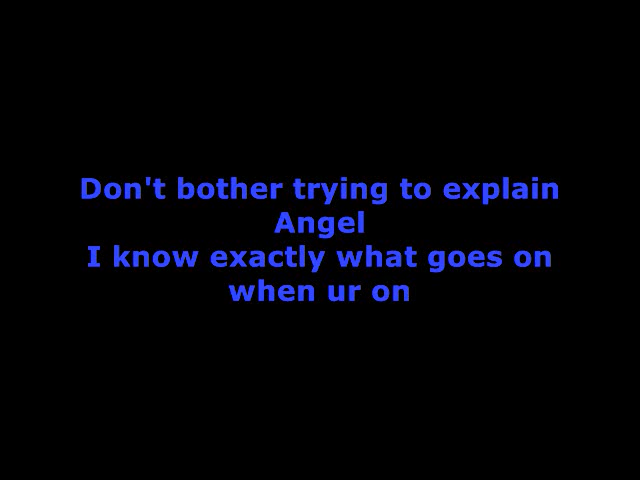 Don't bother trying to explain
Angel
I know exactly what goes on
when ur on